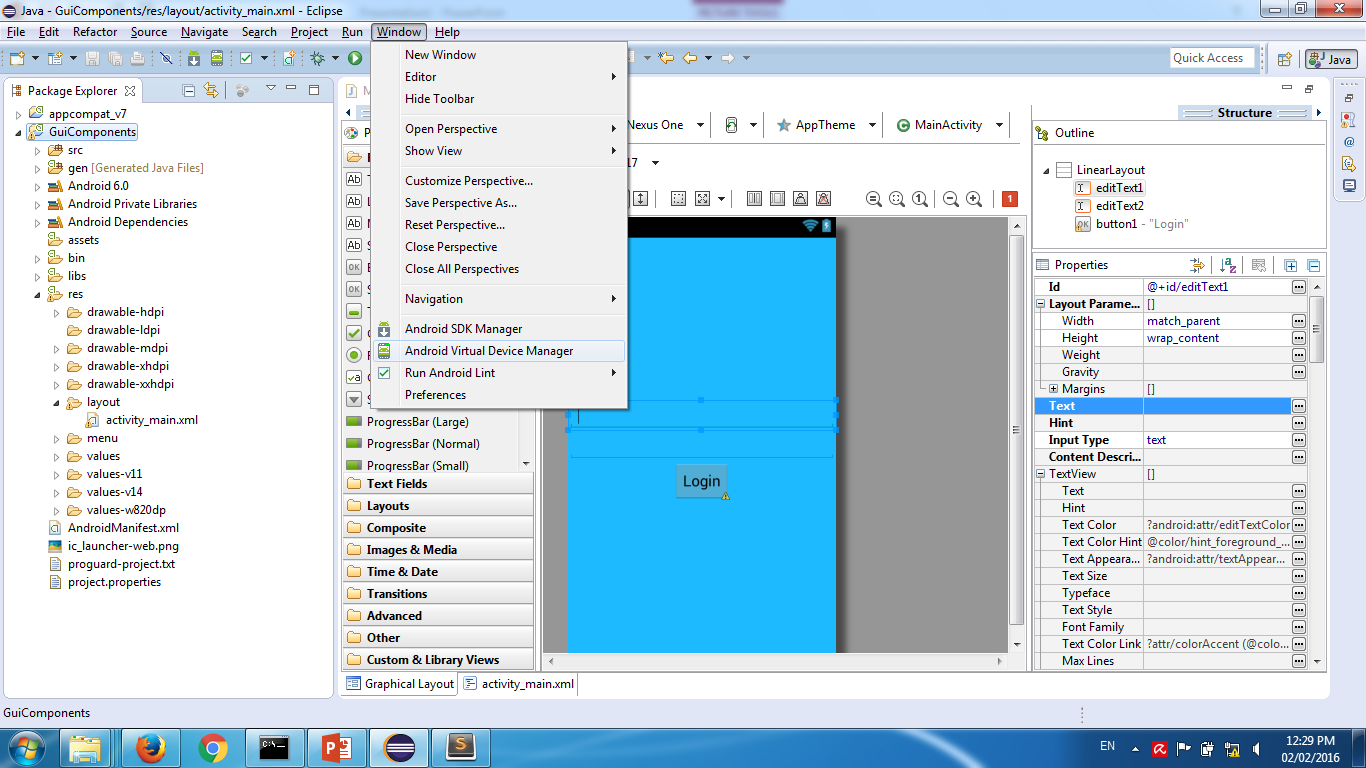 Java - GuiComponents/res/layout/activity_main.xml - Eclipse
File Edit Refactor Source Navigate Search Project Run Window Help
Quick Access
Java
Package Explorer
appcompat_v7
GuiComponents
src
gen [Generated Java Files]
Android 6.0
Android Private Libraries
Android Dependencies
assets
bin
libs
res
drawable-hdpi
drawable-ldpi
drawable-mdpi
drawable-xhdpi
drawable-xxhdpi
layout
activity_main.xml
menu
values
values-v11
values-v14
values-w820dp
AndroidManifest.xml
ic_launcher-web.png
proguard-project.txt
project.properties
New Window
Editor
Hide Toolbar
Open Perspective
Show View
Customize Perspective...
Save Perspective As...
Reset Perspective...
Close Perspective
Close All Perspectives
Navigation
Android SDK Manager
Android Virtual Device Manager
Run Android Lint
Preferences
Nexus One
AppTheme
MainActivity
17
1
ProgressBar (Large)
ProgressBar (Normal)
ProgressBar (Small)
Text Fields
Layouts
Composite
Images & Media
Time & Date
Transitions
Advanced
Other
Custom & Library Views
Login
Graphical Layout
activity_main.xml
Structure
Outline
LinearLayout
editText1
editText2
button1 - "Login"
Properties
Id @+id/editText1
Layout Parame... []
Width match_parent
Height wrap_content
Weight
Gravity
Margins []
Text
Hint
Input Type text
Content Descri...
TextView []
Text
Hint
Text Color ?android:attr/editTextColor
Text Color Hint @color/hint_foreground_...
Text Appeara... ?android:attr/textAppear...
Text Size
Typeface
Text Style
Font Family
Text Color Link ?attr/colorAccent (@colo...
Max Lines
GuiComponents
EN
12:29 PM
02/02/2016